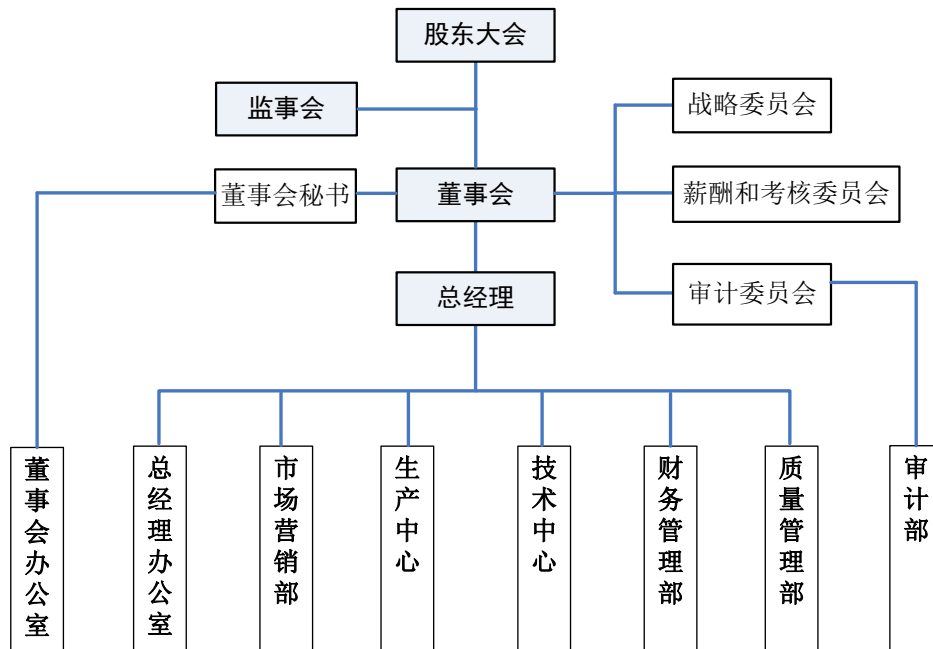 股东大会
监事会
战略委员会
董事会秘书
董事会
薪酬和考核委员会
总经理
审计委员会
董事会办公室
总经理办公室
市场营销部
生产中心
技术中心
财务管理部
质量管理部
审计部